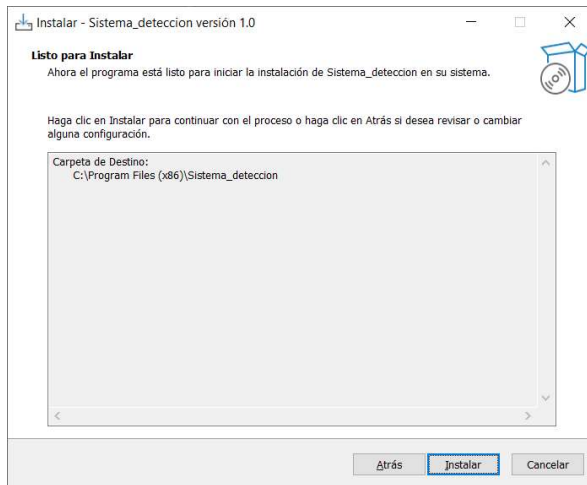 Instalar - Sistema_deteccion versión 1.0
Listo para Instalar
Ahora el programa está listo para iniciar la instalación de Sistema_deteccion en su sistema.
Haga clic en Instalar para continuar con el proceso o haga clic en Atrás si desea revisar o cambiar
alguna configuración.
Carpeta de Destino:
C:\Program Files (x86)\Sistema_deteccion
Atrás
Instalar
Cancelar